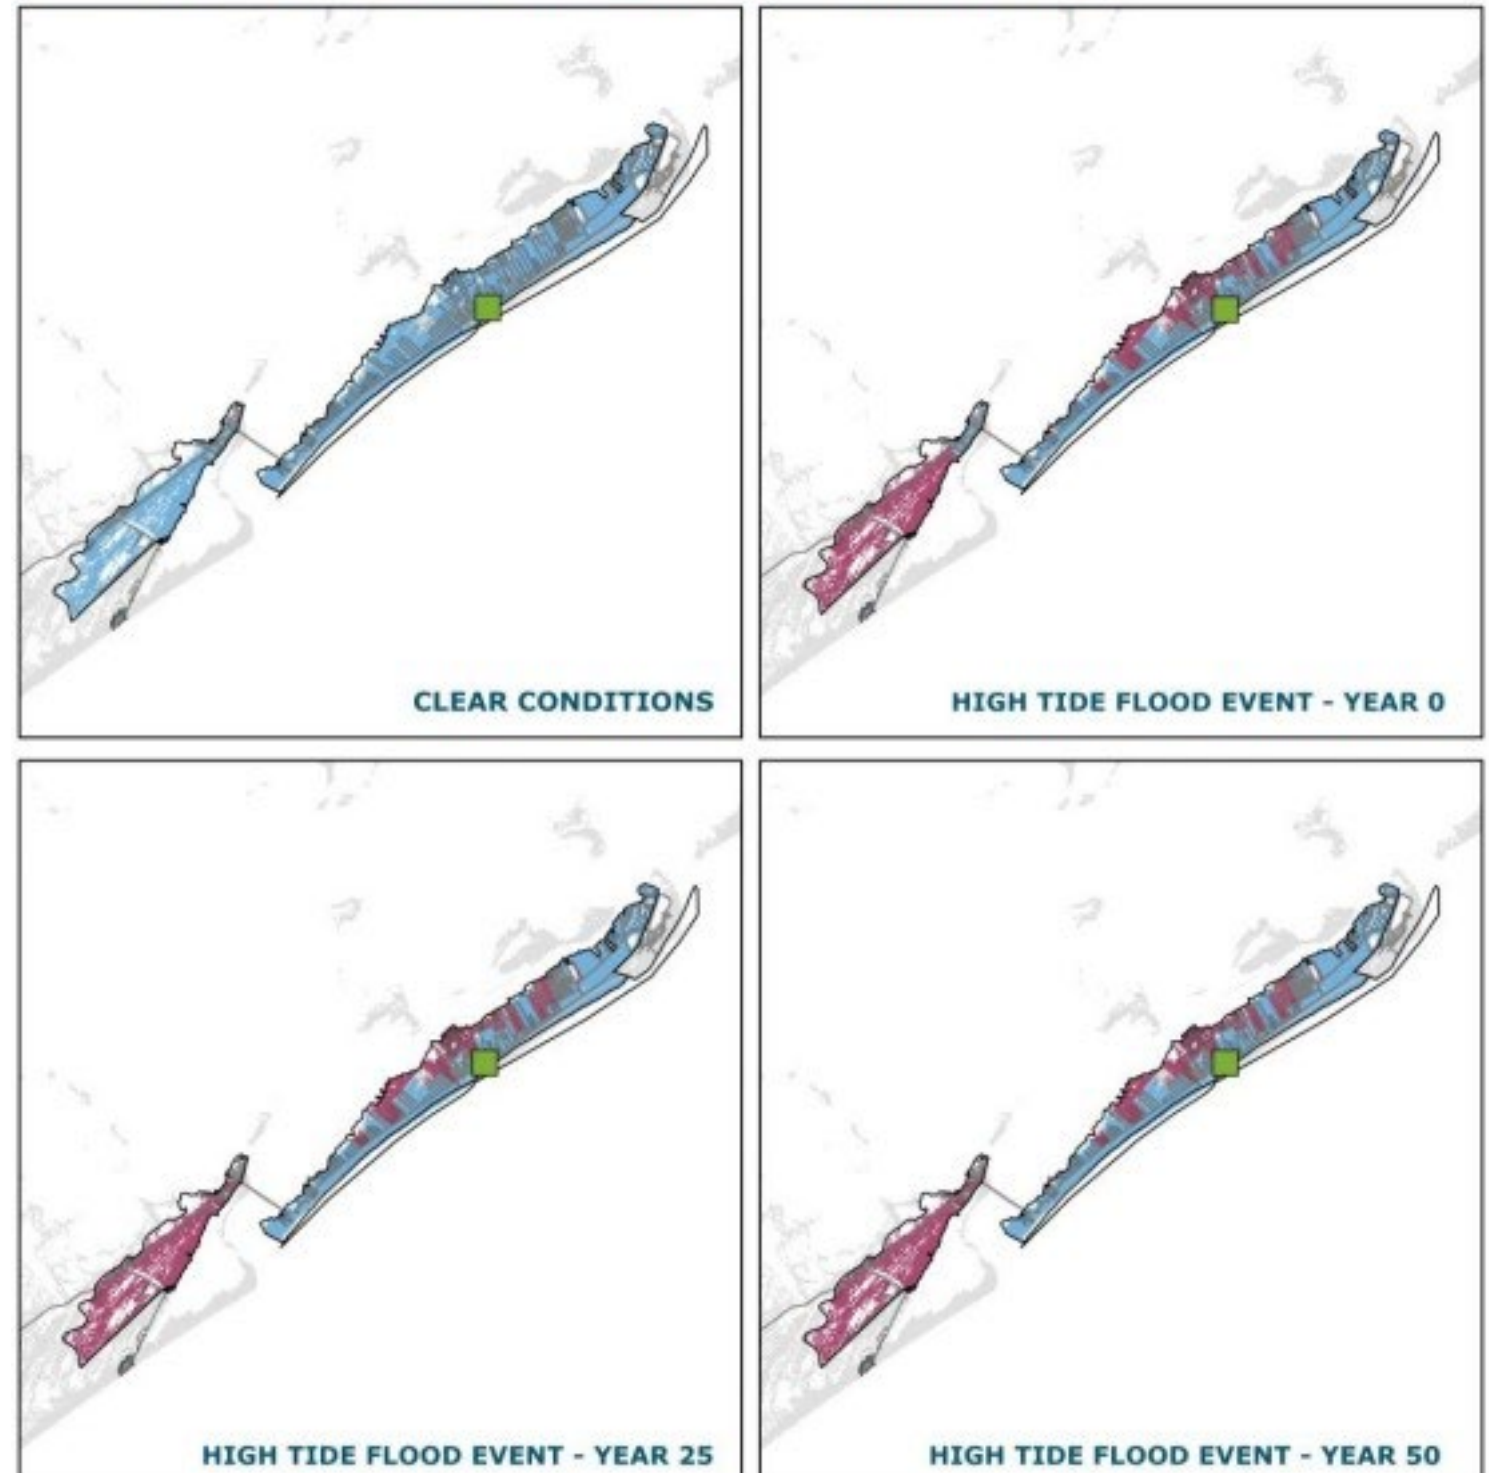 CLEAR CONDITIONS
HIGH TIDE FLOOD EVENT - YEAR 0
HIGH TIDE FLOOD EVENT - YEAR 25
HIGH TIDE FLOOD EVENT - YEAR 50